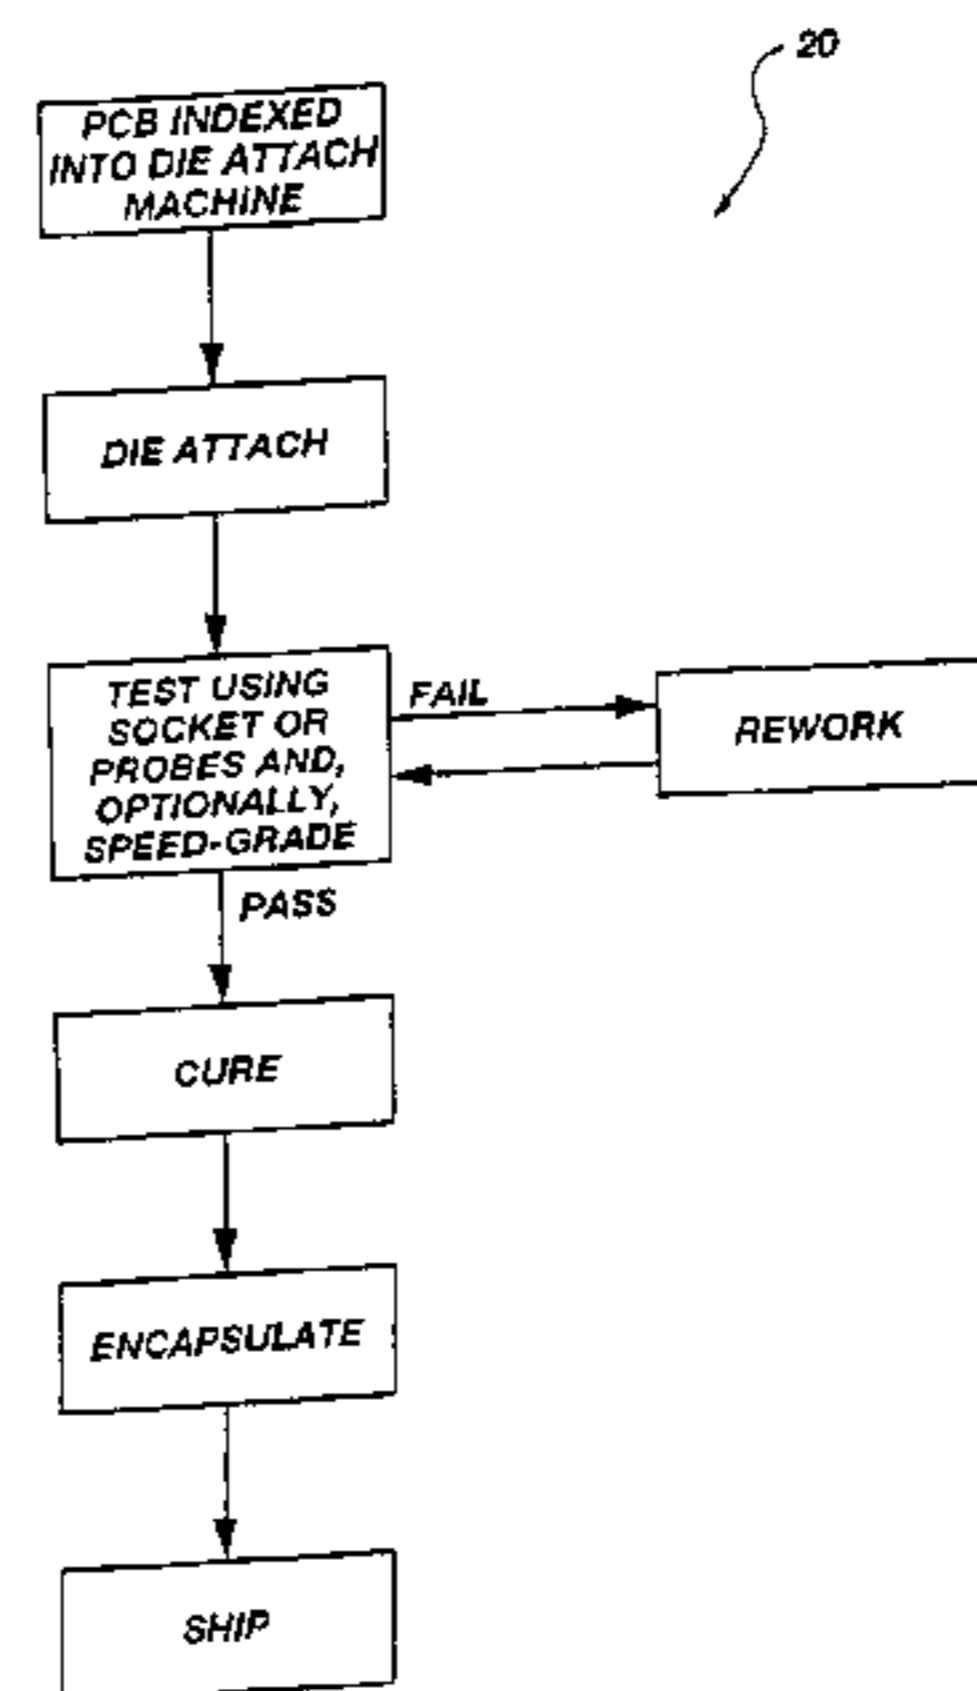 20
PCB INDEXED
INTO DIE ATTACH
MACHINE
DIE ATTACH
TEST USING
SOCKET OR
PROBES AND,
OPTIONALLY,
SPEED-GRADE
FAIL
REWORK
PASS
CURE
ENCAPSULATE
SHIP